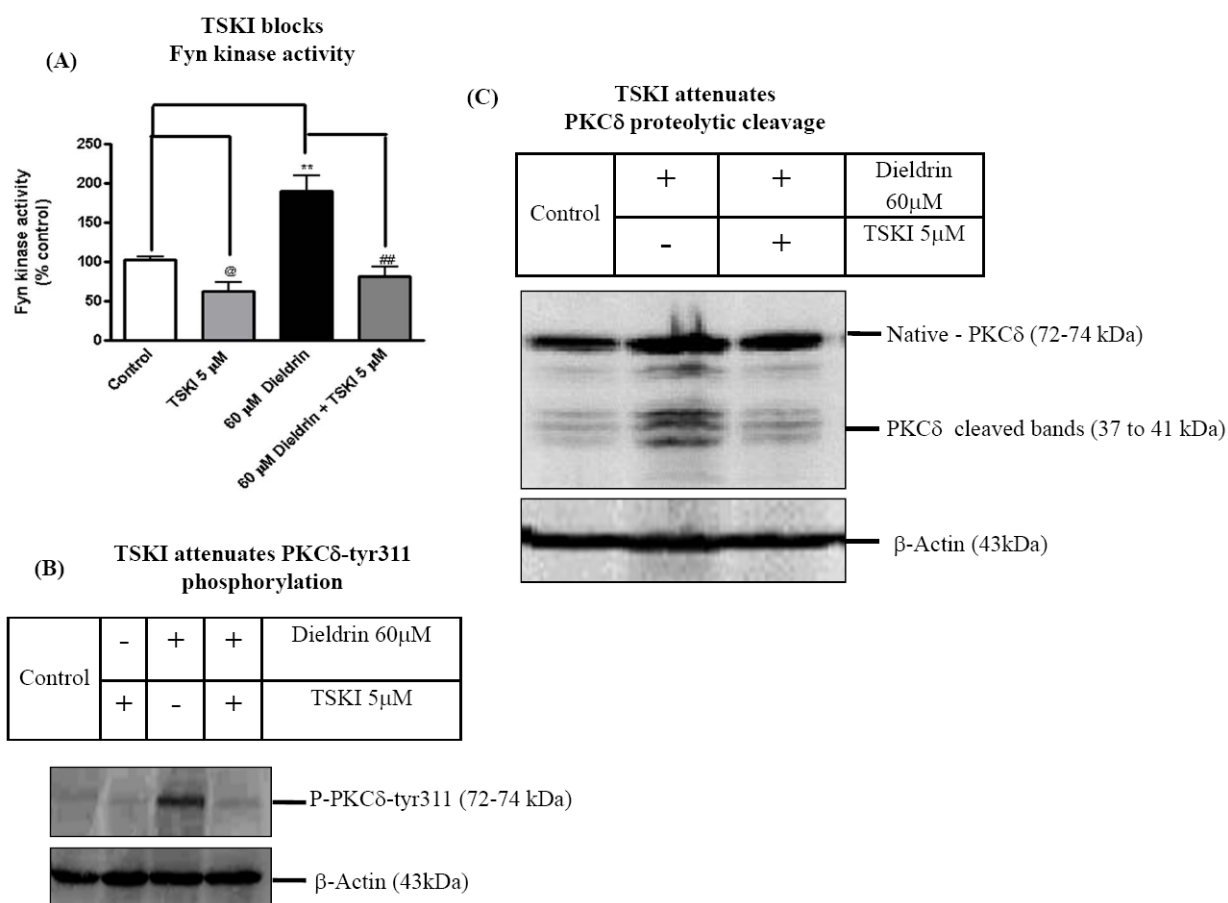 TSKI blocks
Fyn kinase activity
(A)
Fyn kinase activity
(% control)
250
200
150
100
50
0
@
**
##
Control
TSKI 5 µM
60 µM Dieldrin
60 µM Dieldrin + TSKI 5 µM
(B)
TSKI attenuates PKCδ-tyr311
phosphorylation
Control
- + + Dieldrin 60µM
+ - + TSKI 5µM
P-PKCδ-tyr311 (72-74 kDa)
β-Actin (43kDa)
(C)
TSKI attenuates
PKCδ proteolytic cleavage
Control
+ + Dieldrin
60µM
- + TSKI 5µM
Native - PKCδ (72-74 kDa)
PKCδ cleaved bands (37 to 41 kDa)
β-Actin (43kDa)